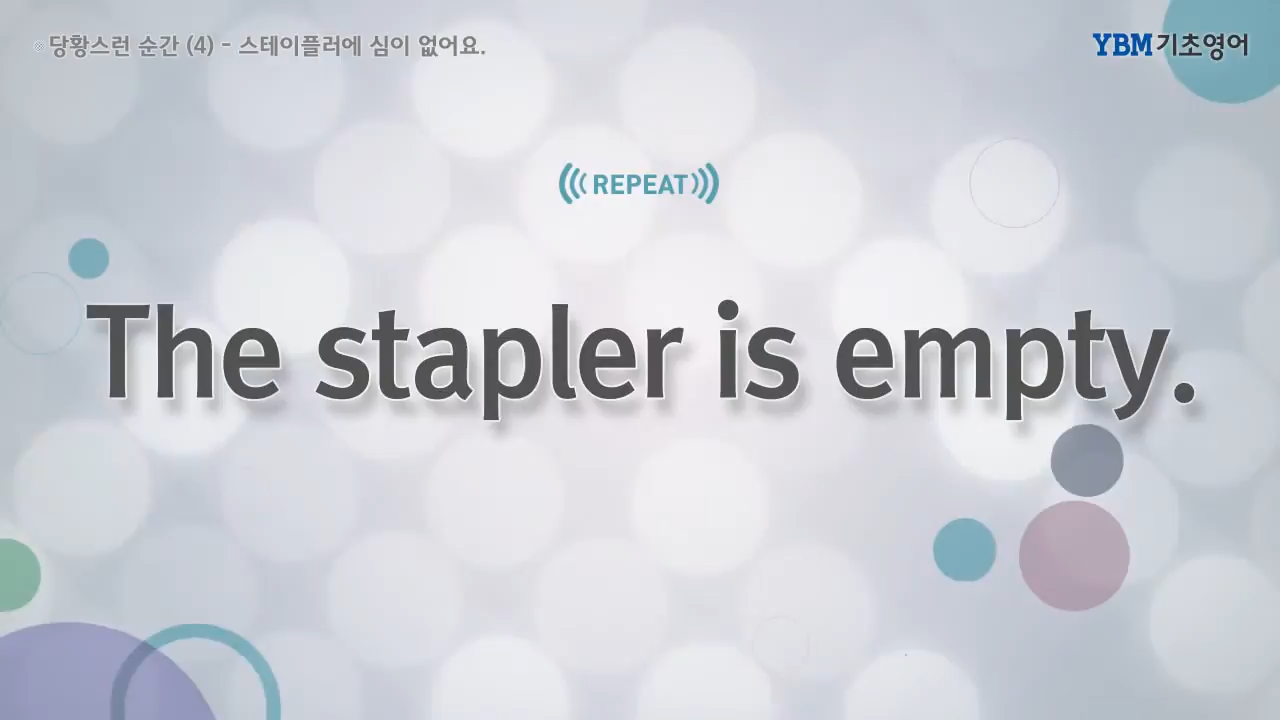 ※당황스런 순간 (4) - 스테이플러에 심이 없어요.
YBM기초영어
REPEAT
The stapler is empty.